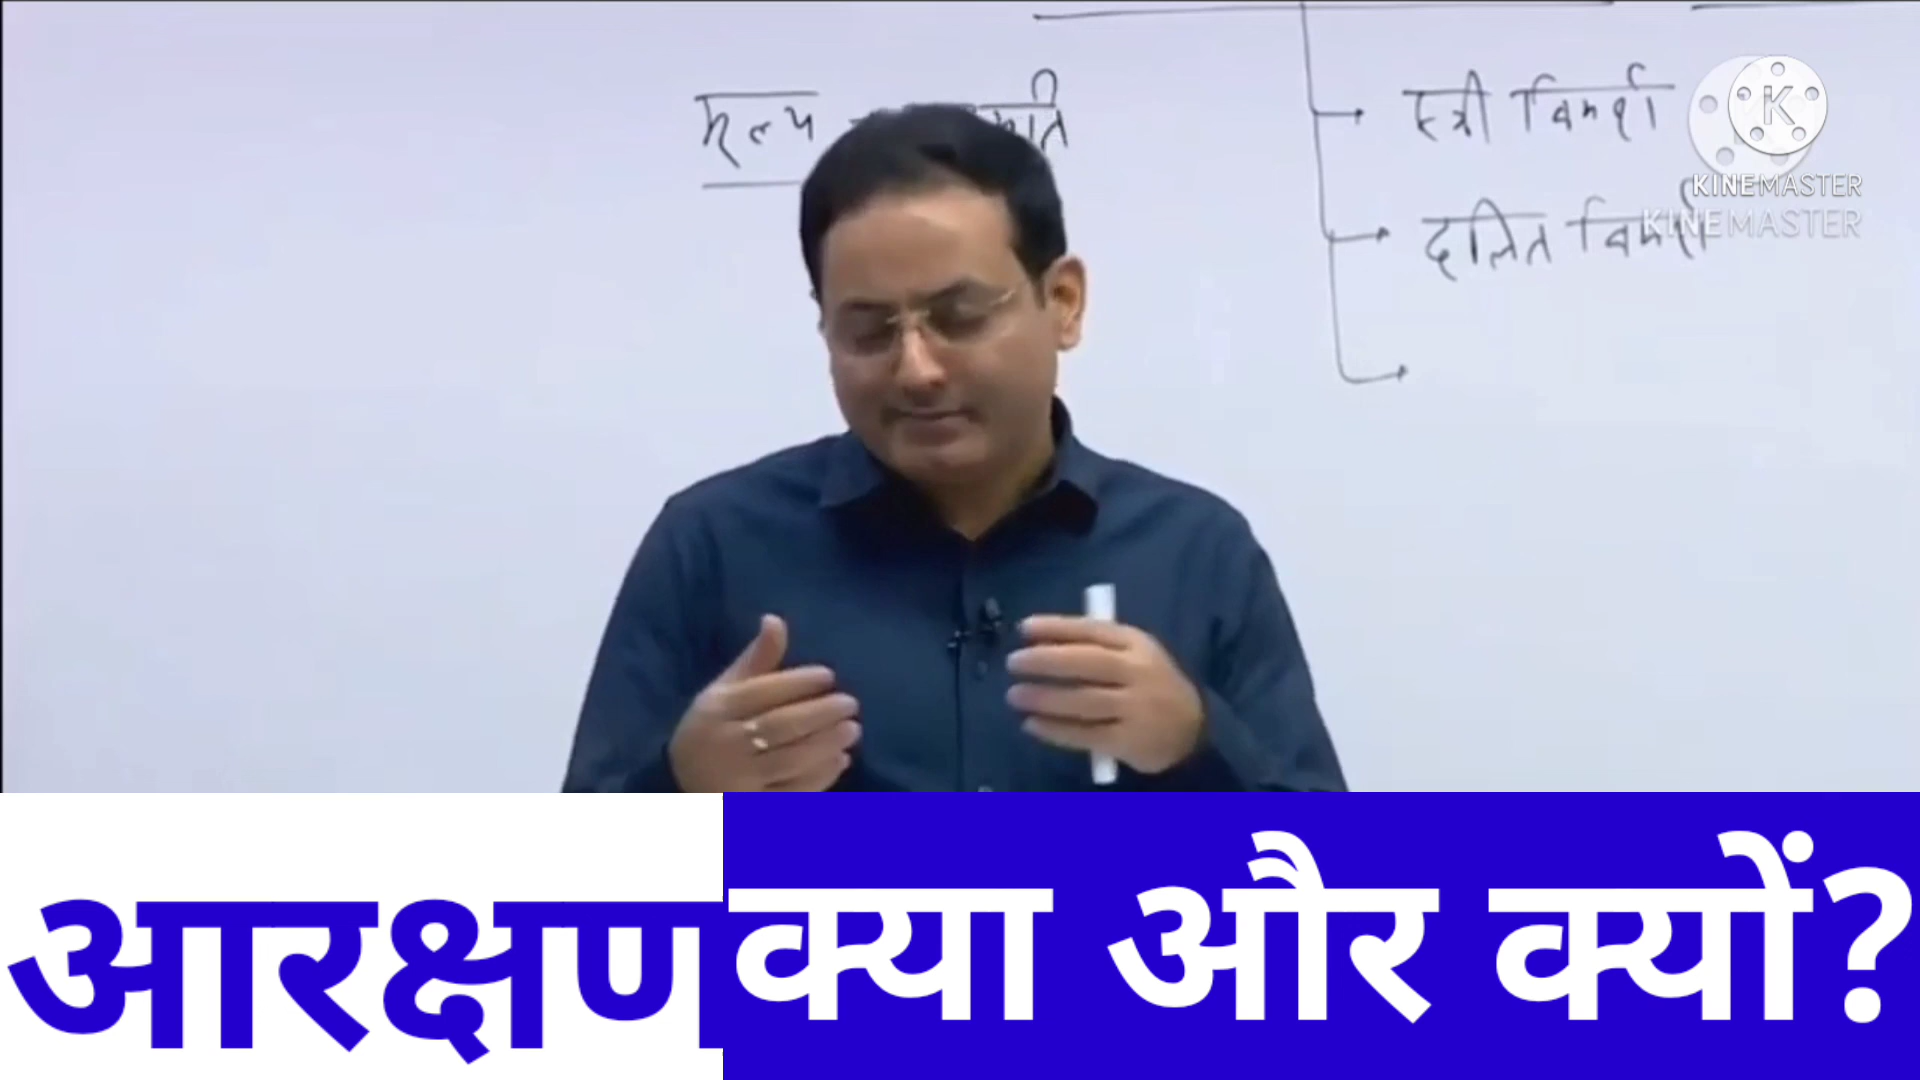 मूल्य
स्त्री विमर्श
K
KINEMASTER
KINEMASTER
दलित विमर्श
आरक्षण क्या और क्यों?